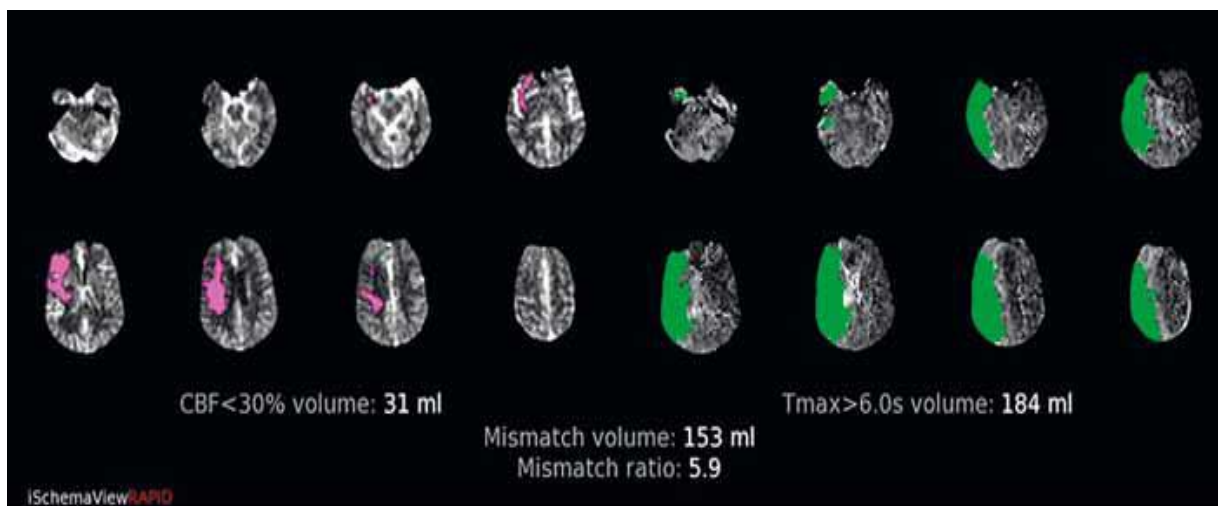 CBF<30% volume: 31 ml
Tmax>6.0s volume: 184 ml
Mismatch volume: 153 ml
Mismatch ratio: 5.9
iSchemaViewRAPID